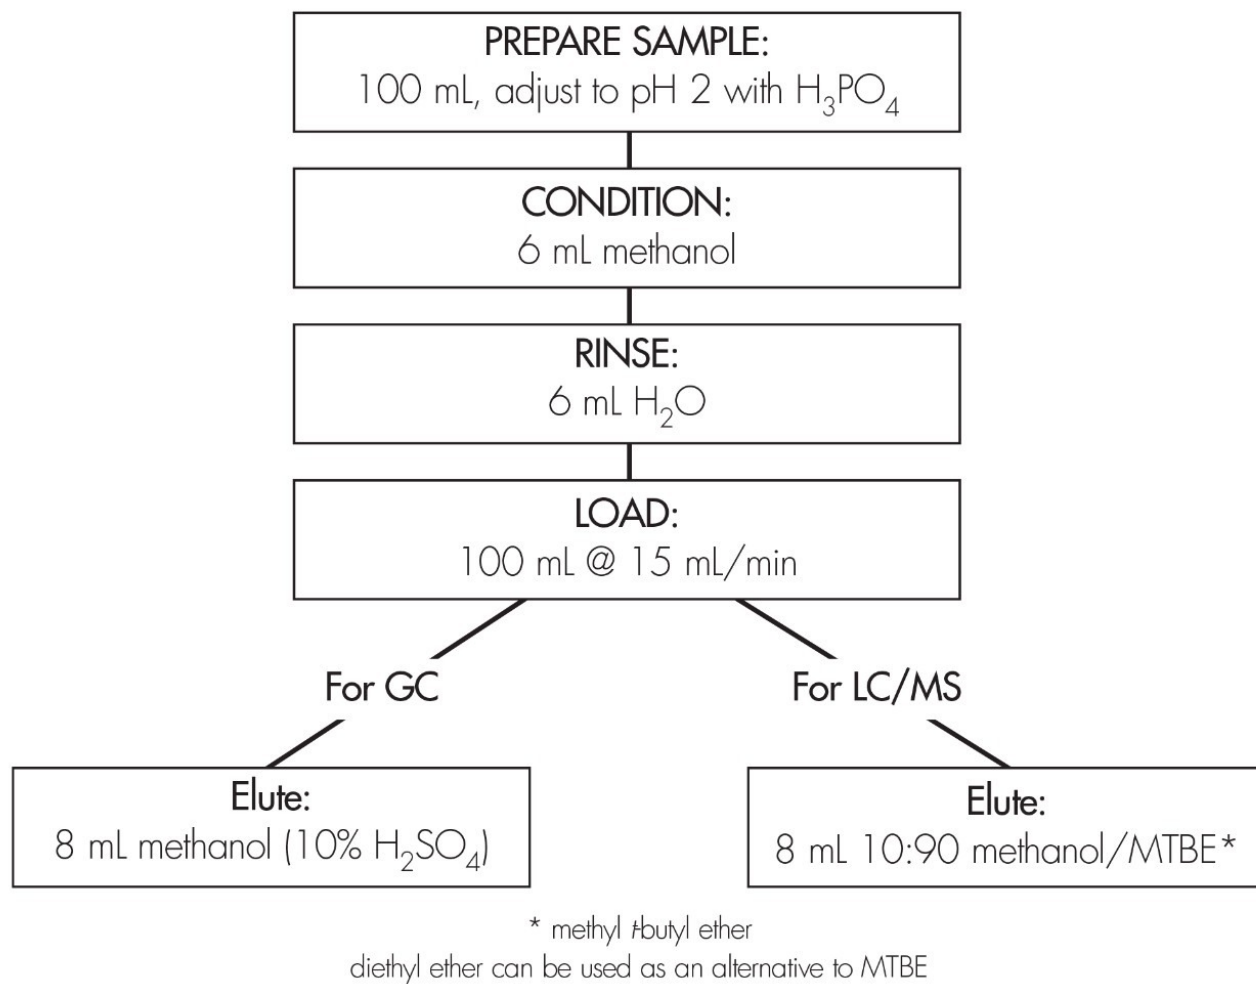 PREPARE SAMPLE:
100 mL, adjust to pH 2 with H₃PO₄
CONDITION:
6 mL methanol
RINSE:
6 mL H₂O
LOAD:
100 mL @ 15 mL/min
For GC
For LC/MS
Elute:
8 mL methanol (10% H₂SO₄)
Elute:
8 mL 10:90 methanol/MTBE*
* methyl t-butyl ether
diethyl ether can be used as an alternative to MTBE